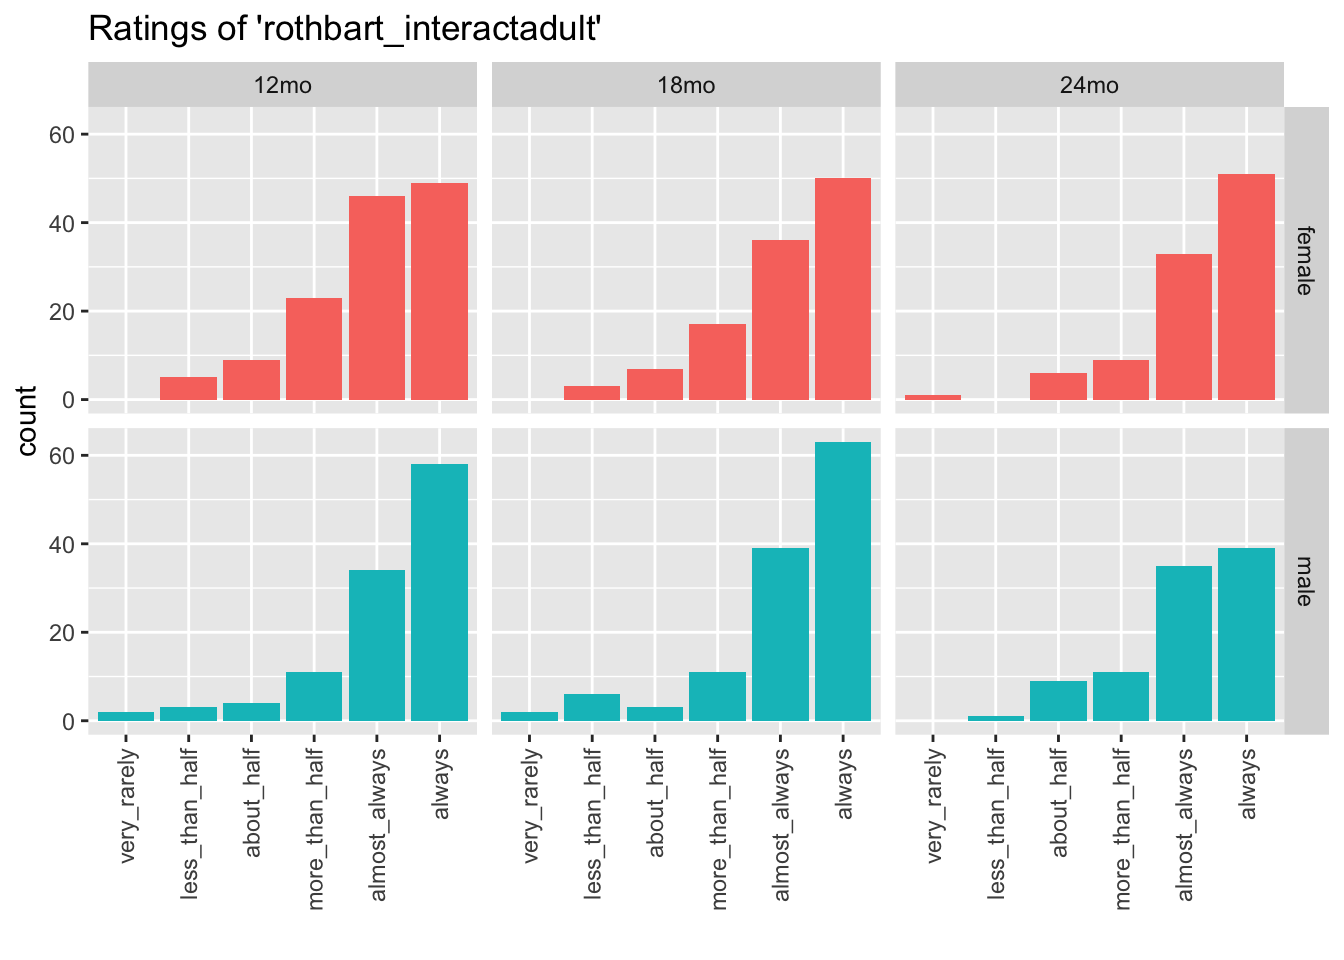 Ratings of 'rothbart_interactadult'
12mo
18mo
24mo
60
40
20
0
female
count
60
40
20
0
male
very_rarely
less_than_half
about_half
more_than_half
almost_always
always
very_rarely
less_than_half
about_half
more_than_half
almost_always
always
very_rarely
less_than_half
about_half
more_than_half
almost_always
always